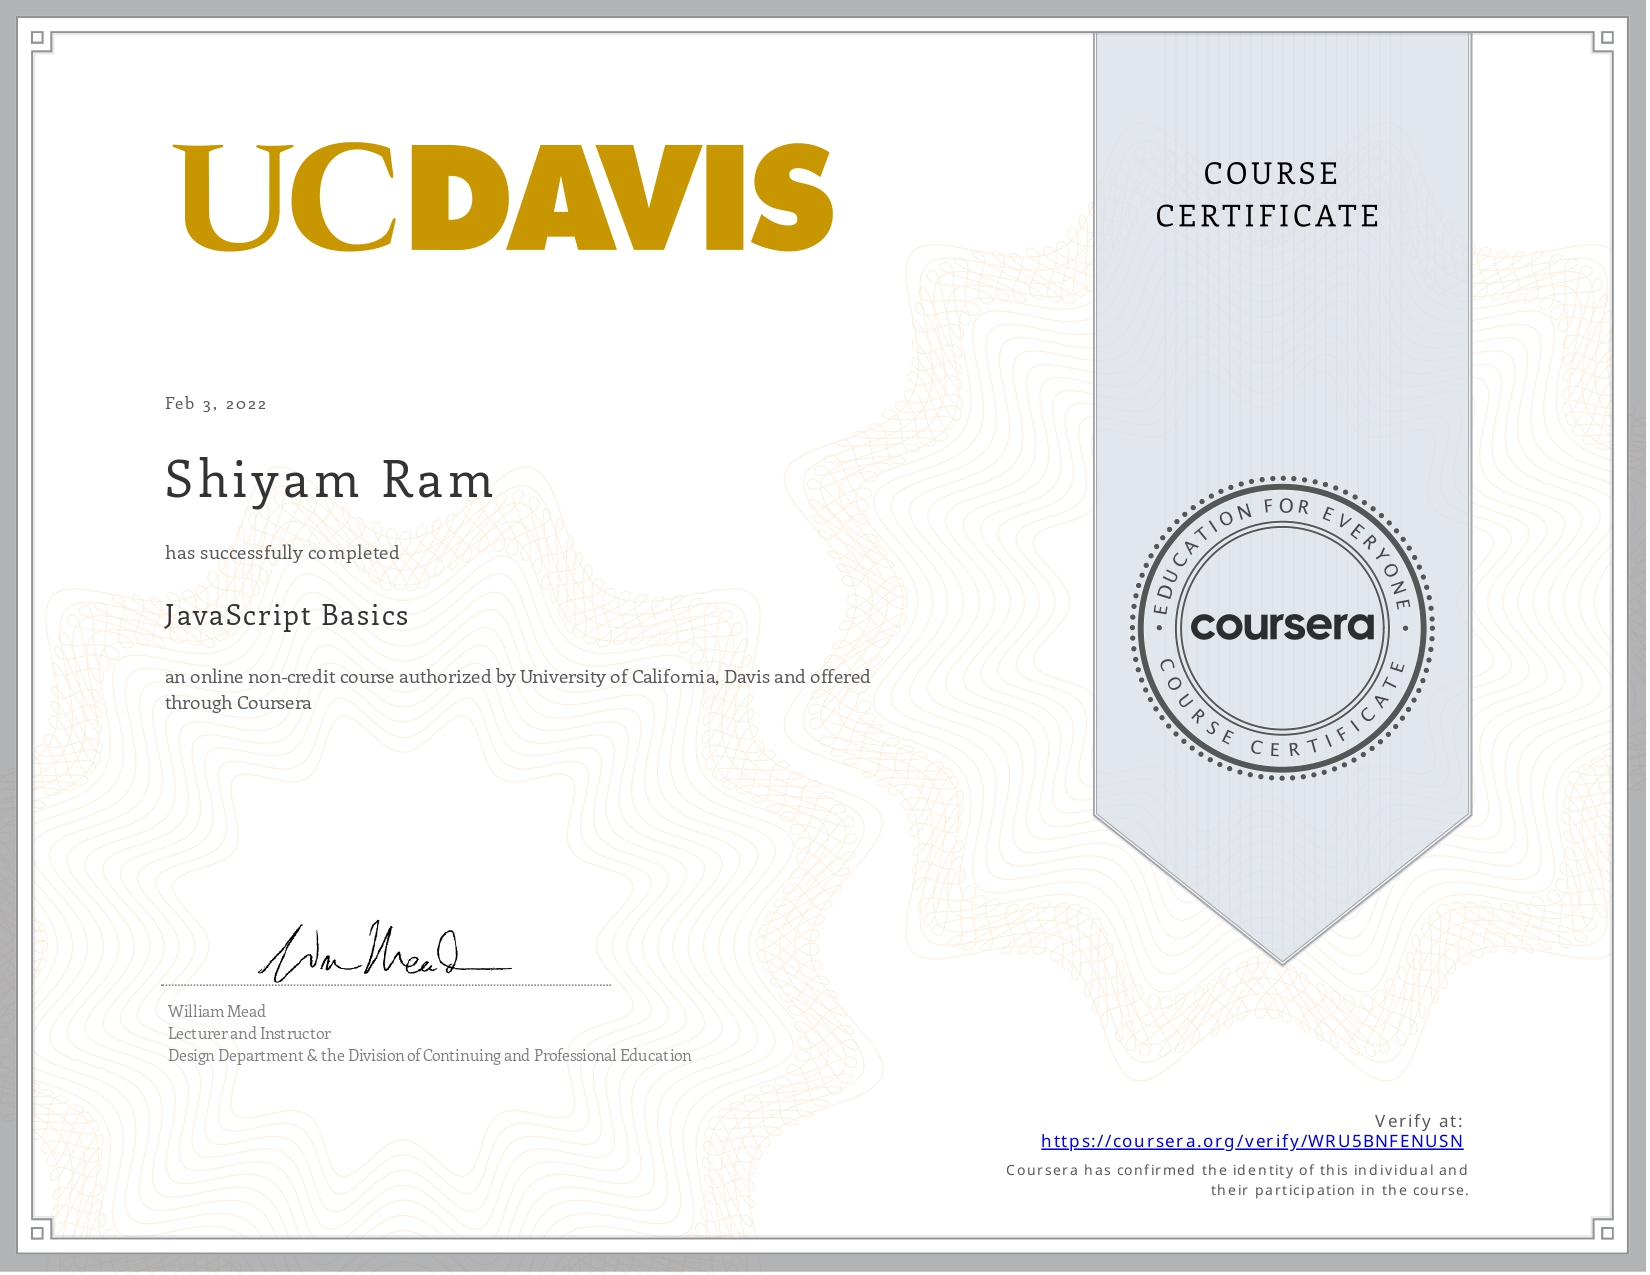 UCDAVIS
COURSE
CERTIFICATE
Feb 3, 2022
Shiyam Ram
has successfully completed
JavaScript Basics
an online non-credit course authorized by University of California, Davis and offered
through Coursera
EDUCATION FOR EVERYONE
coursera
COURSE CERTIFICATE
William Mead
Lecturer and Instructor
Design Department & the Division of Continuing and Professional Education
Verify at:
https://coursera.org/verify/WRU5BNFENUSN
Coursera has confirmed the identity of this individual and
their participation in the course.